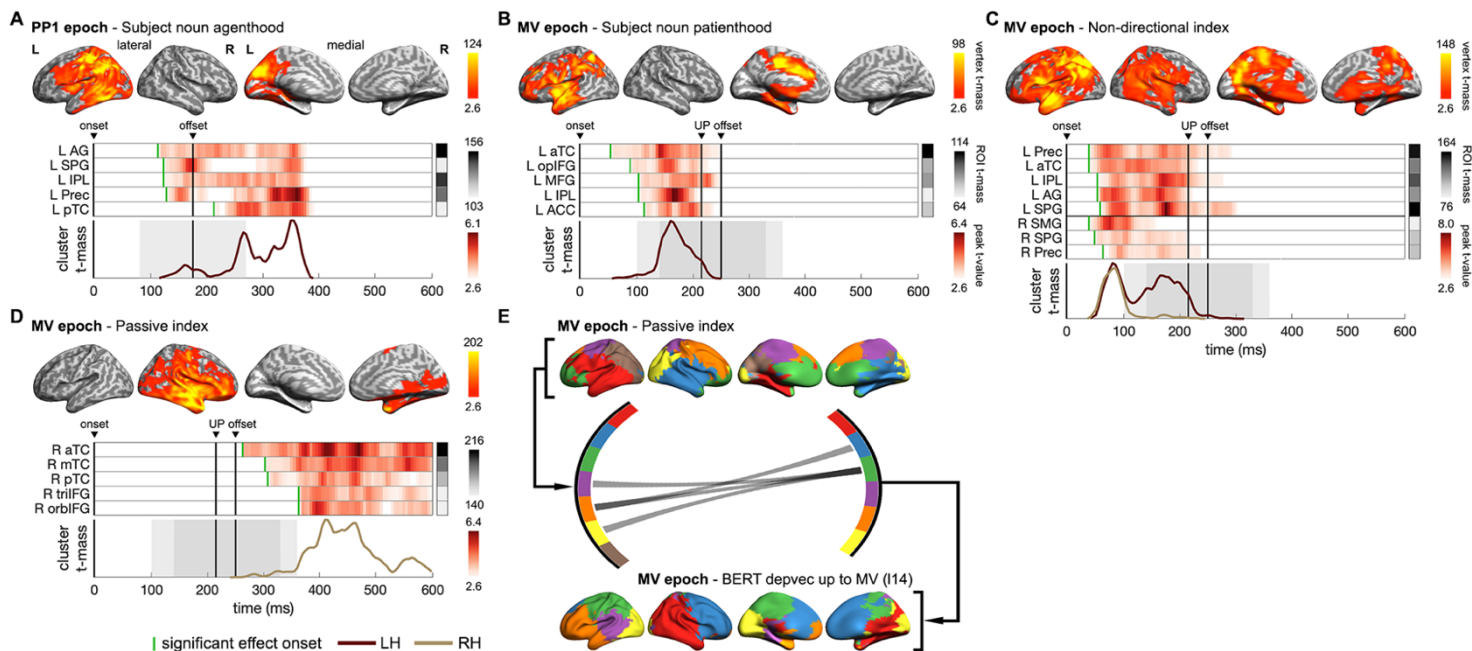 A
PP1 epoch - Subject noun agenthood
L
lateral
R
L
medial
R
124
2.6
onset
offset
L AG
L SPG
L IPL
L Prec
L pTC
156
103
6.1
2.6
cluster
t-mass
0
100
200
300
400
500
600
B
MV epoch - Subject noun patienthood
98
vertex t-mass
2.6
onset
UP offset
L aTC
L opIFG
L MFG
L IPL
L ACC
114
ROI t-mass
64
6.4
peak t-value
2.6
cluster
t-mass
0
100
200
300
400
500
600
C
MV epoch - Non-directional index
148
vertex t-mass
2.6
onset
UP offset
L Prec
L aTC
L IPL
L AG
L SPG
R SMG
R SPG
R Prec
164
ROI t-mass
76
8.0
peak t-value
2.6
cluster
t-mass
0
100
200
300
400
500
600
time (ms)
D
MV epoch - Passive index
202
2.6
onset
UP offset
R aTC
R mTC
R pTC
R triIFG
R orbIFG
216
140
6.4
2.6
cluster
t-mass
0
100
200
300
400
500
600
time (ms)
significant effect onset
LH
RH
E
MV epoch - Passive index
MV epoch - BERT depvec up to MV (l14)